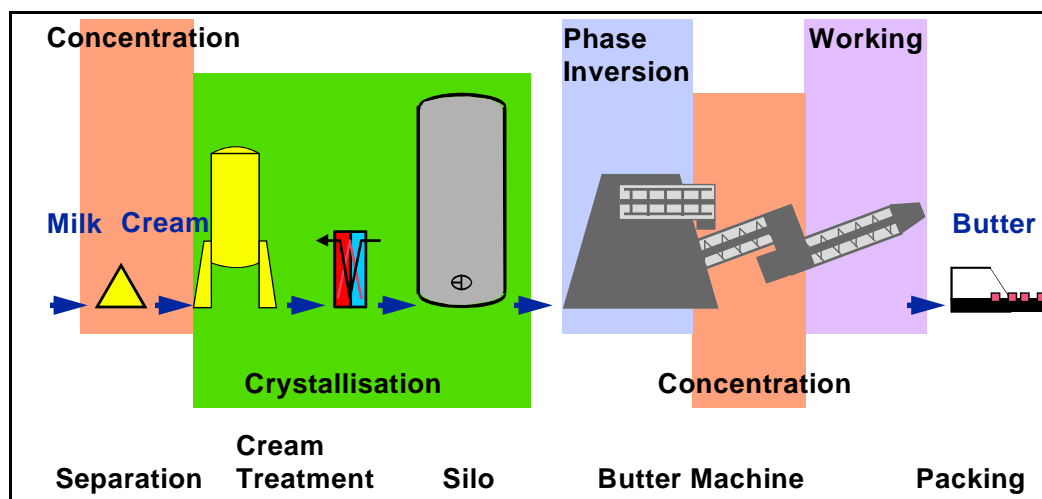 Concentration
Phase
Inversion
Working
Milk
Cream
Butter
Crystallisation
Concentration
Separation
Cream
Treatment
Silo
Butter Machine
Packing